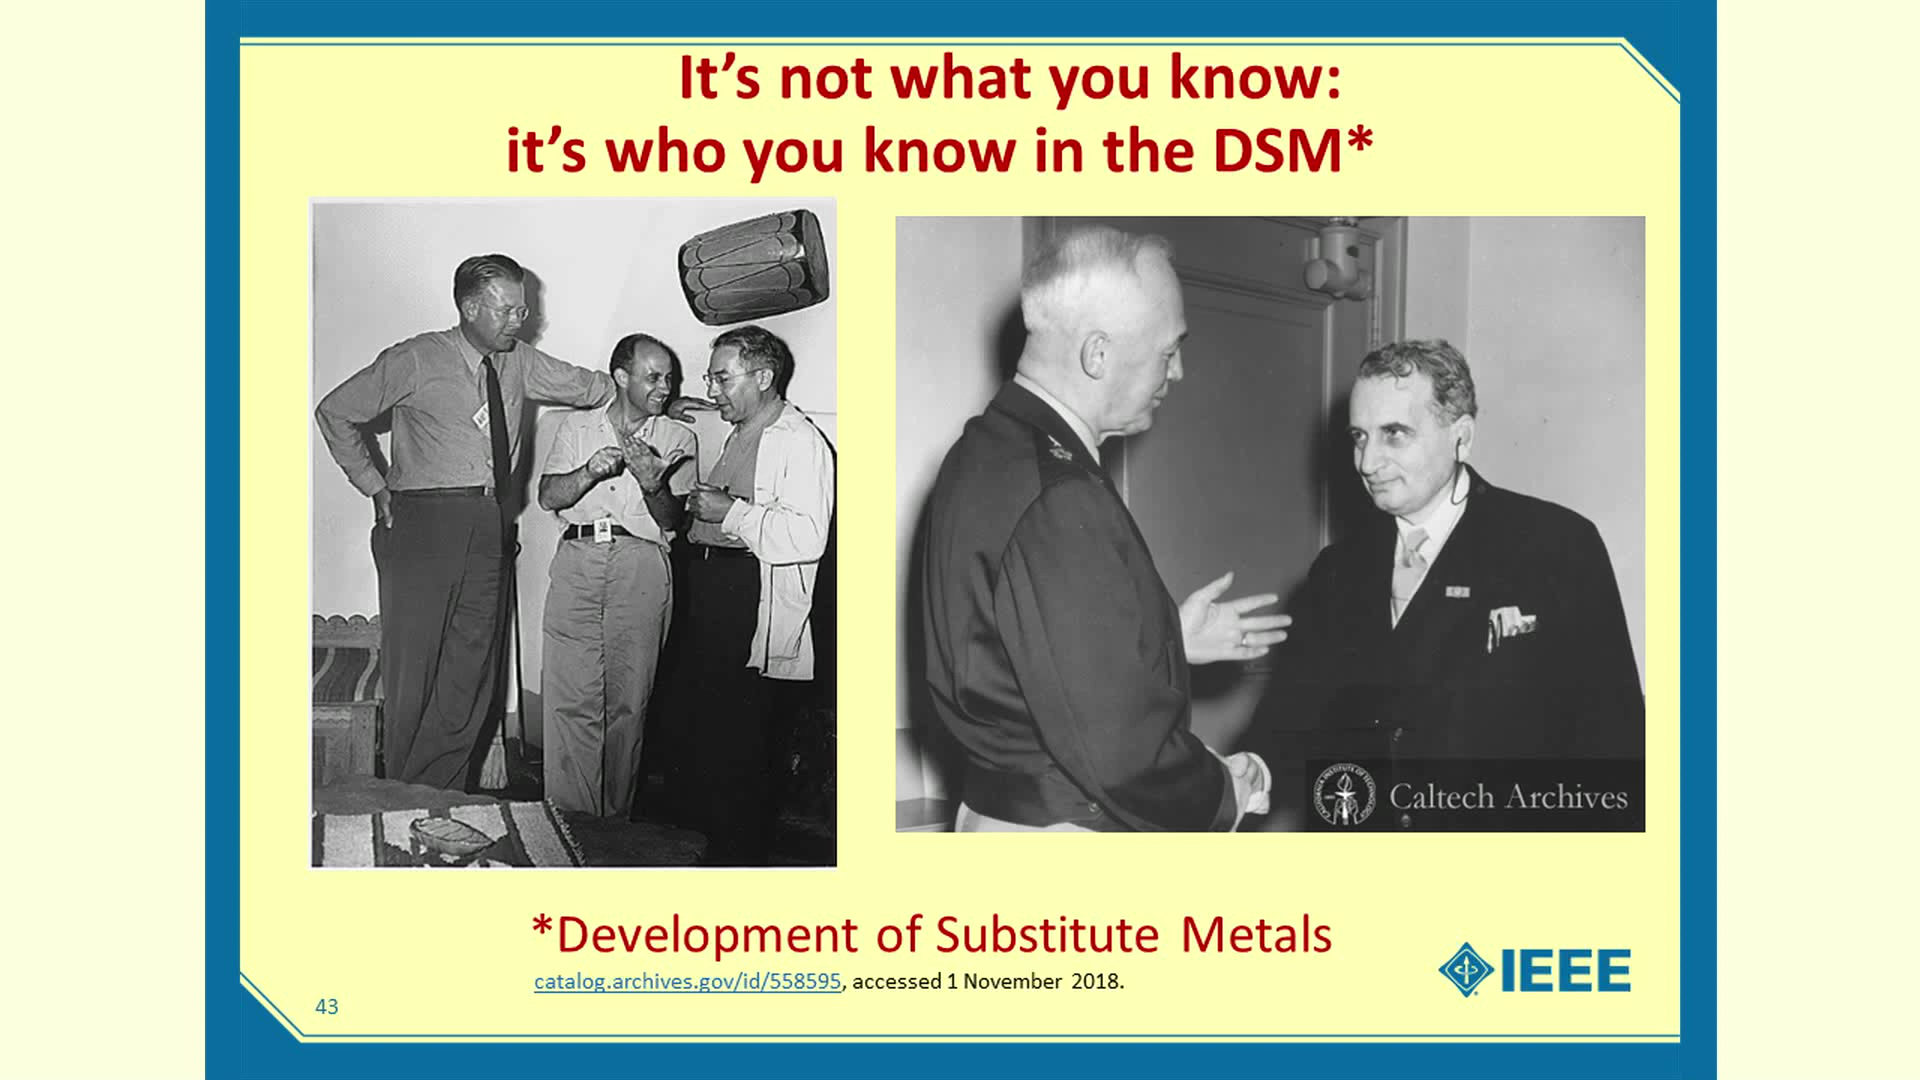 It's not what you know:
it's who you know in the DSM*
Caltech Archives
*Development of Substitute Metals
catalog.archives.gov/id/558595, accessed 1 November 2018.
IEEE
43